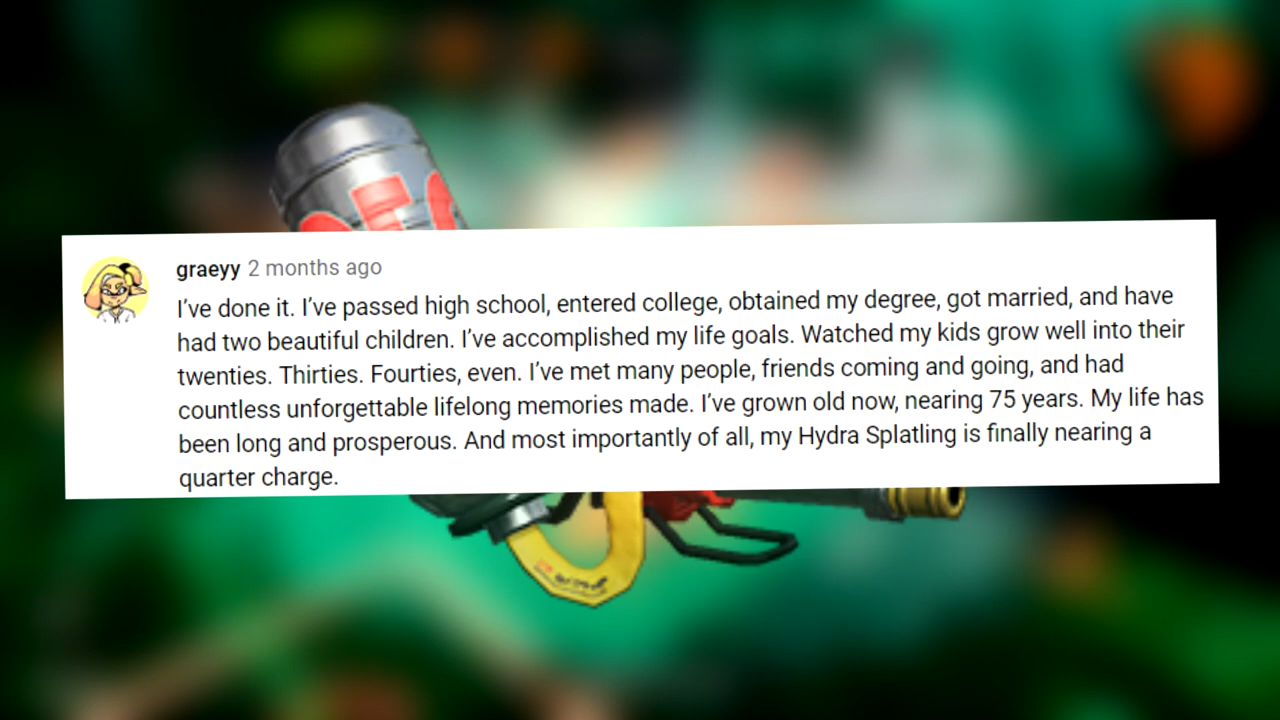 graeyy 2 months ago
I've done it. I've passed high school, entered college, obtained my degree, got married, and have
had two beautiful children. I've accomplished my life goals. Watched my kids grow well into their
twenties. Thirties. Fourties, even. I've met many people, friends coming and going, and had
countless unforgettable lifelong memories made. I've grown old now, nearing 75 years. My life has
been long and prosperous. And most importantly of all, my Hydra Splatling is finally nearing a
quarter charge.